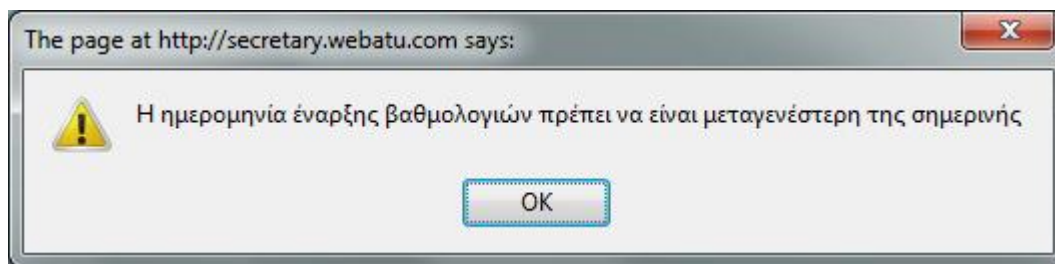 The page at http://secretary.webatu.com says:
Η ημερομηνία έναρξης βαθμολογιών πρέπει να είναι μεταγενέστερη της σημερινής
OK